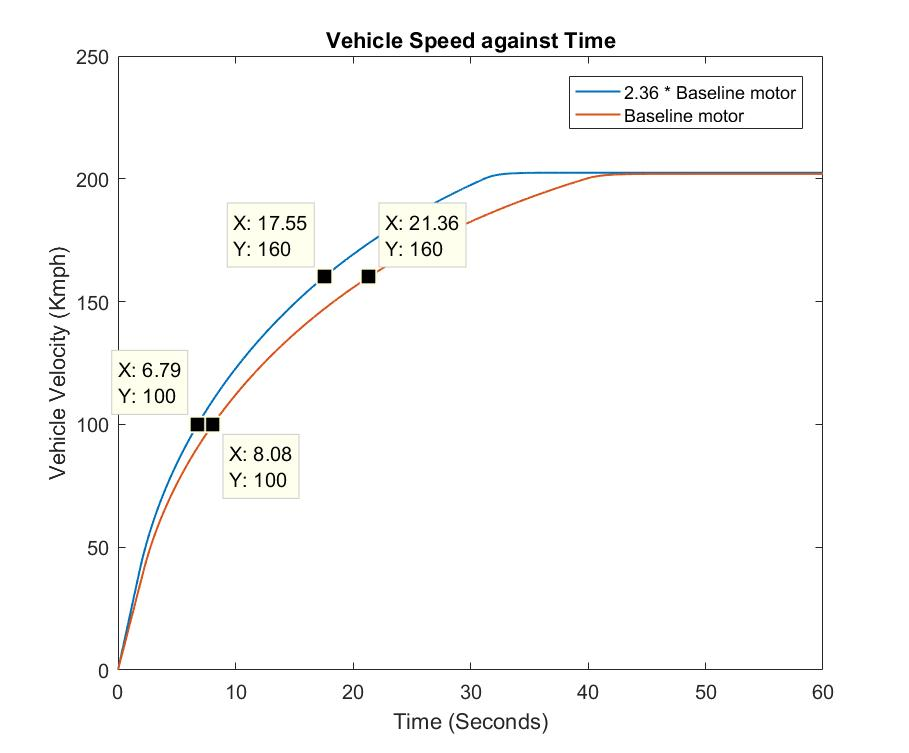 Vehicle Speed against Time
250
200
150
100
50
0
Vehicle Velocity (Kmph)
2.36 * Baseline motor
Baseline motor
X: 17.55
Y: 160
X: 21.36
Y: 160
X: 6.79
Y: 100
X: 8.08
Y: 100
0 10 20 30 40 50 60
Time (Seconds)